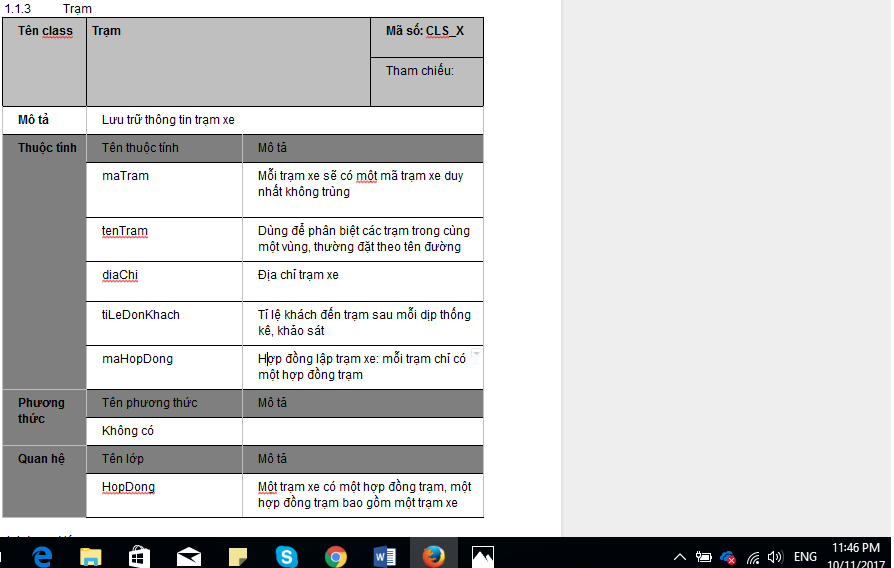 1.1.3 Trạm
Tên class Trạm Mã số: CLS_X
Tham chiếu:
Mô tả Lưu trữ thông tin trạm xe
Thuộc tính Tên thuộc tính Mô tả
maTram Mỗi trạm xe sẽ có một mã trạm xe duy
nhất không trùng
tenTram Dùng để phân biệt các trạm trong cùng
một vùng, thường đặt theo tên đường
diaChi Địa chỉ trạm xe
tiLeDonKhach Tỉ lệ khách đến trạm sau mỗi dịp thống
kê, khảo sát
maHopDong Hợp đồng lập trạm xe: mỗi trạm chỉ có
một hợp đồng trạm
Phương Tên phương thức Mô tả
thức
Không có
Quan hệ Tên lớp Mô tả
HopDong Một trạm xe có một hợp đồng trạm, một
hợp đồng trạm bao gồm một trạm xe
ENG 11:46 PM
10/11/2017